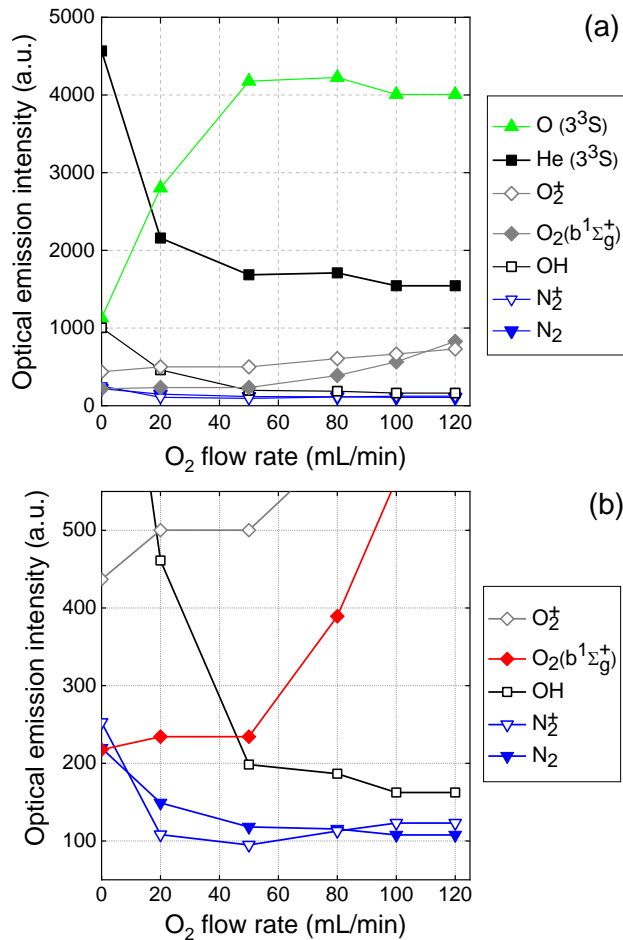 (a)
Optical emission intensity (a.u.)
5000
4000
3000
2000
1000
0
0 20 40 60 80 100 120
O₂ flow rate (mL/min)
O (3³S)
He (3³S)
O₂⁺
O₂(b¹Σg⁺)
OH
N₂⁺
N₂
(b)
Optical emission intensity (a.u.)
500
400
300
200
100
0 20 40 60 80 100 120
O₂ flow rate (mL/min)
O₂⁺
O₂(b¹Σg⁺)
OH
N₂⁺
N₂